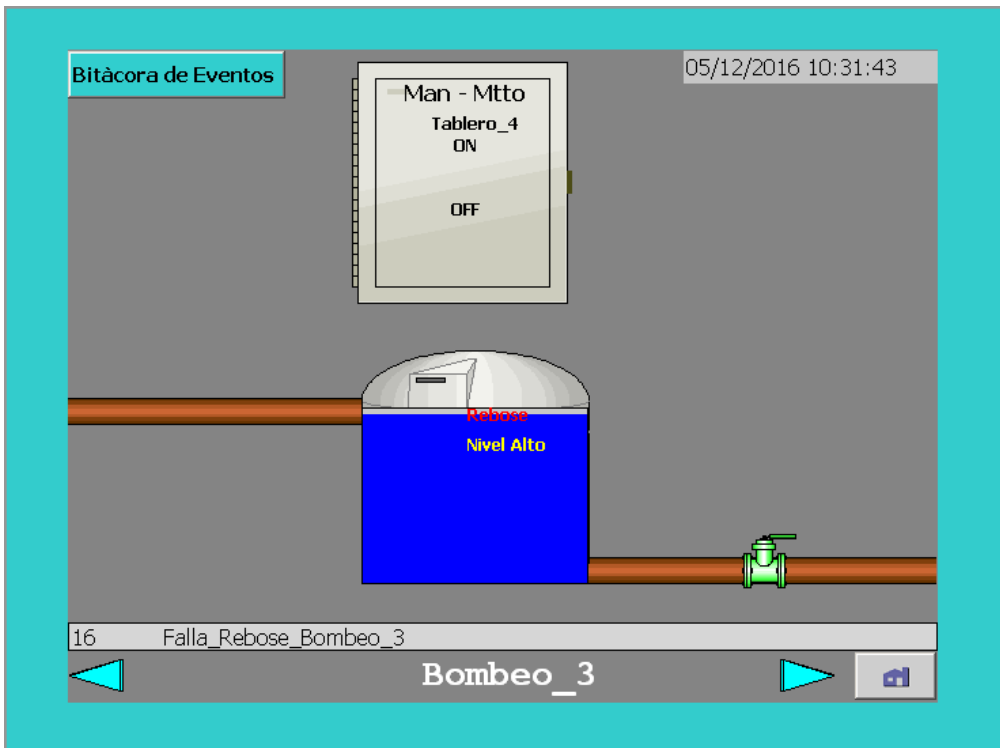 Bitàcora de Eventos
05/12/2016 10:31:43
Man - Mtto
Tablero_4
ON
OFF
Rebose
Nivel Alto
16 Falla_Rebose_Bombeo_3
Bombeo_3